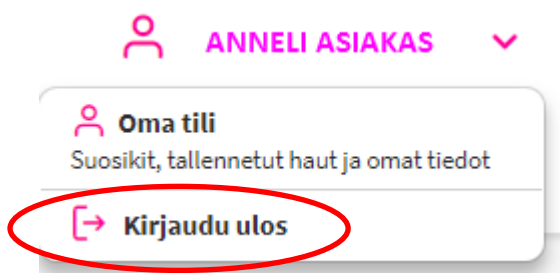 ANNELI ASIAKAS
Oma tili
Suosikit, tallennetut haut ja omat tiedot
Kirjaudu ulos